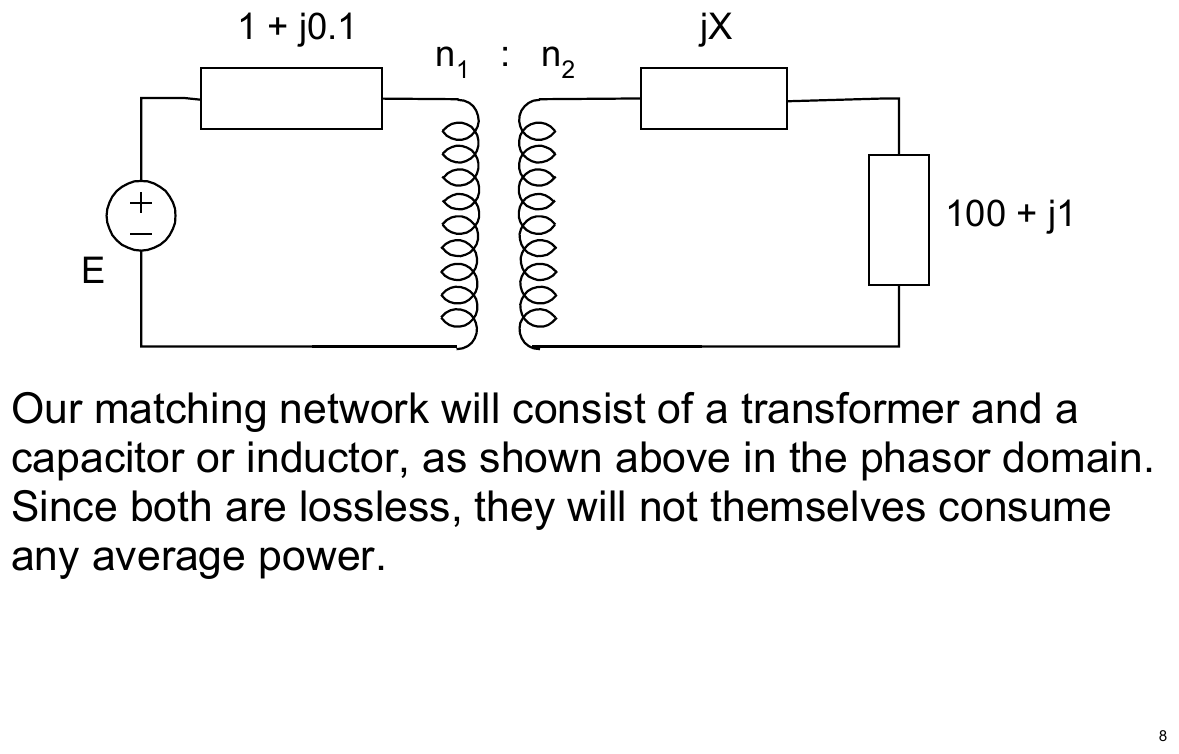 1 + j0.1
n1 : n2
jX
+
−
E
100 + j1
Our matching network will consist of a transformer and a
capacitor or inductor, as shown above in the phasor domain.
Since both are lossless, they will not themselves consume
any average power.
8